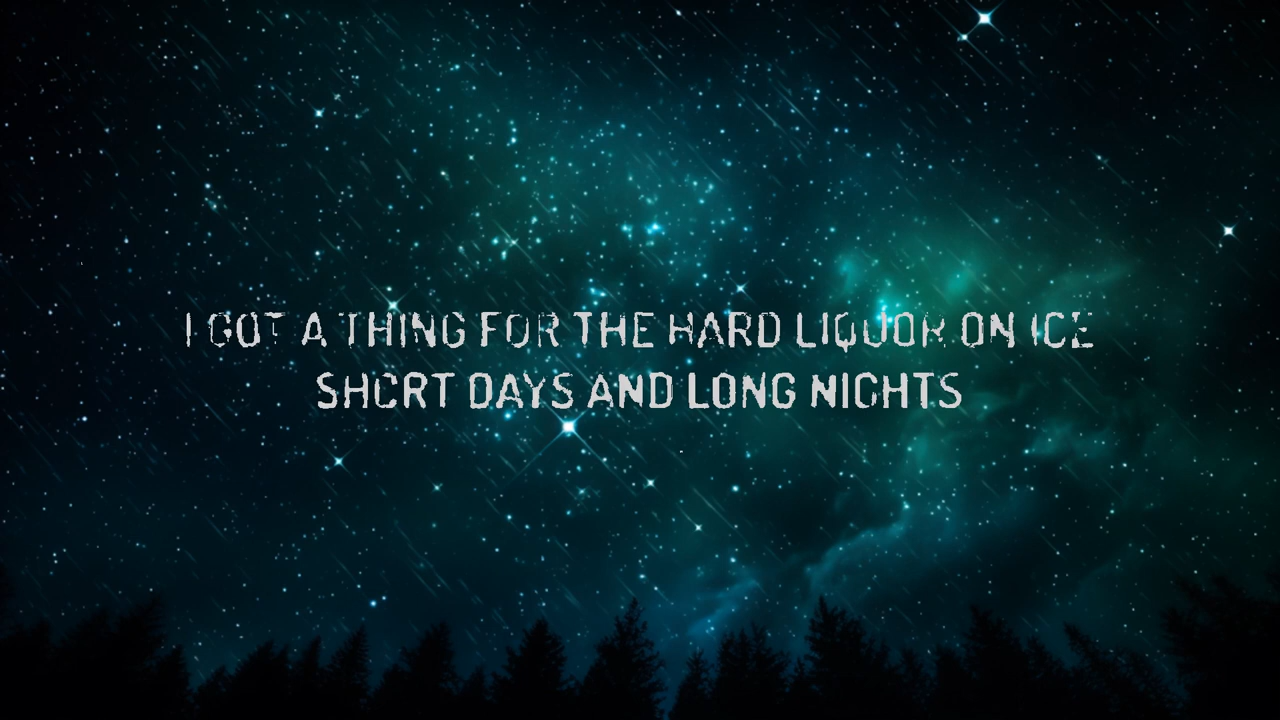 I GOT A THING FOR THE HARD LIQUOR ON ICE
SHORT DAYS AND LONG NIGHTS